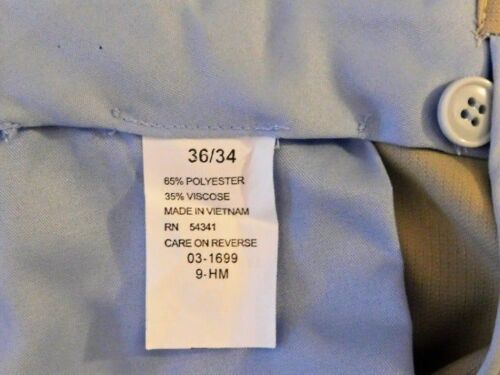 36/34
65% POLYESTER
35% VISCOSE
MADE IN VIETNAM
RN 54341
CARE ON REVERSE
03-1699
9-HM